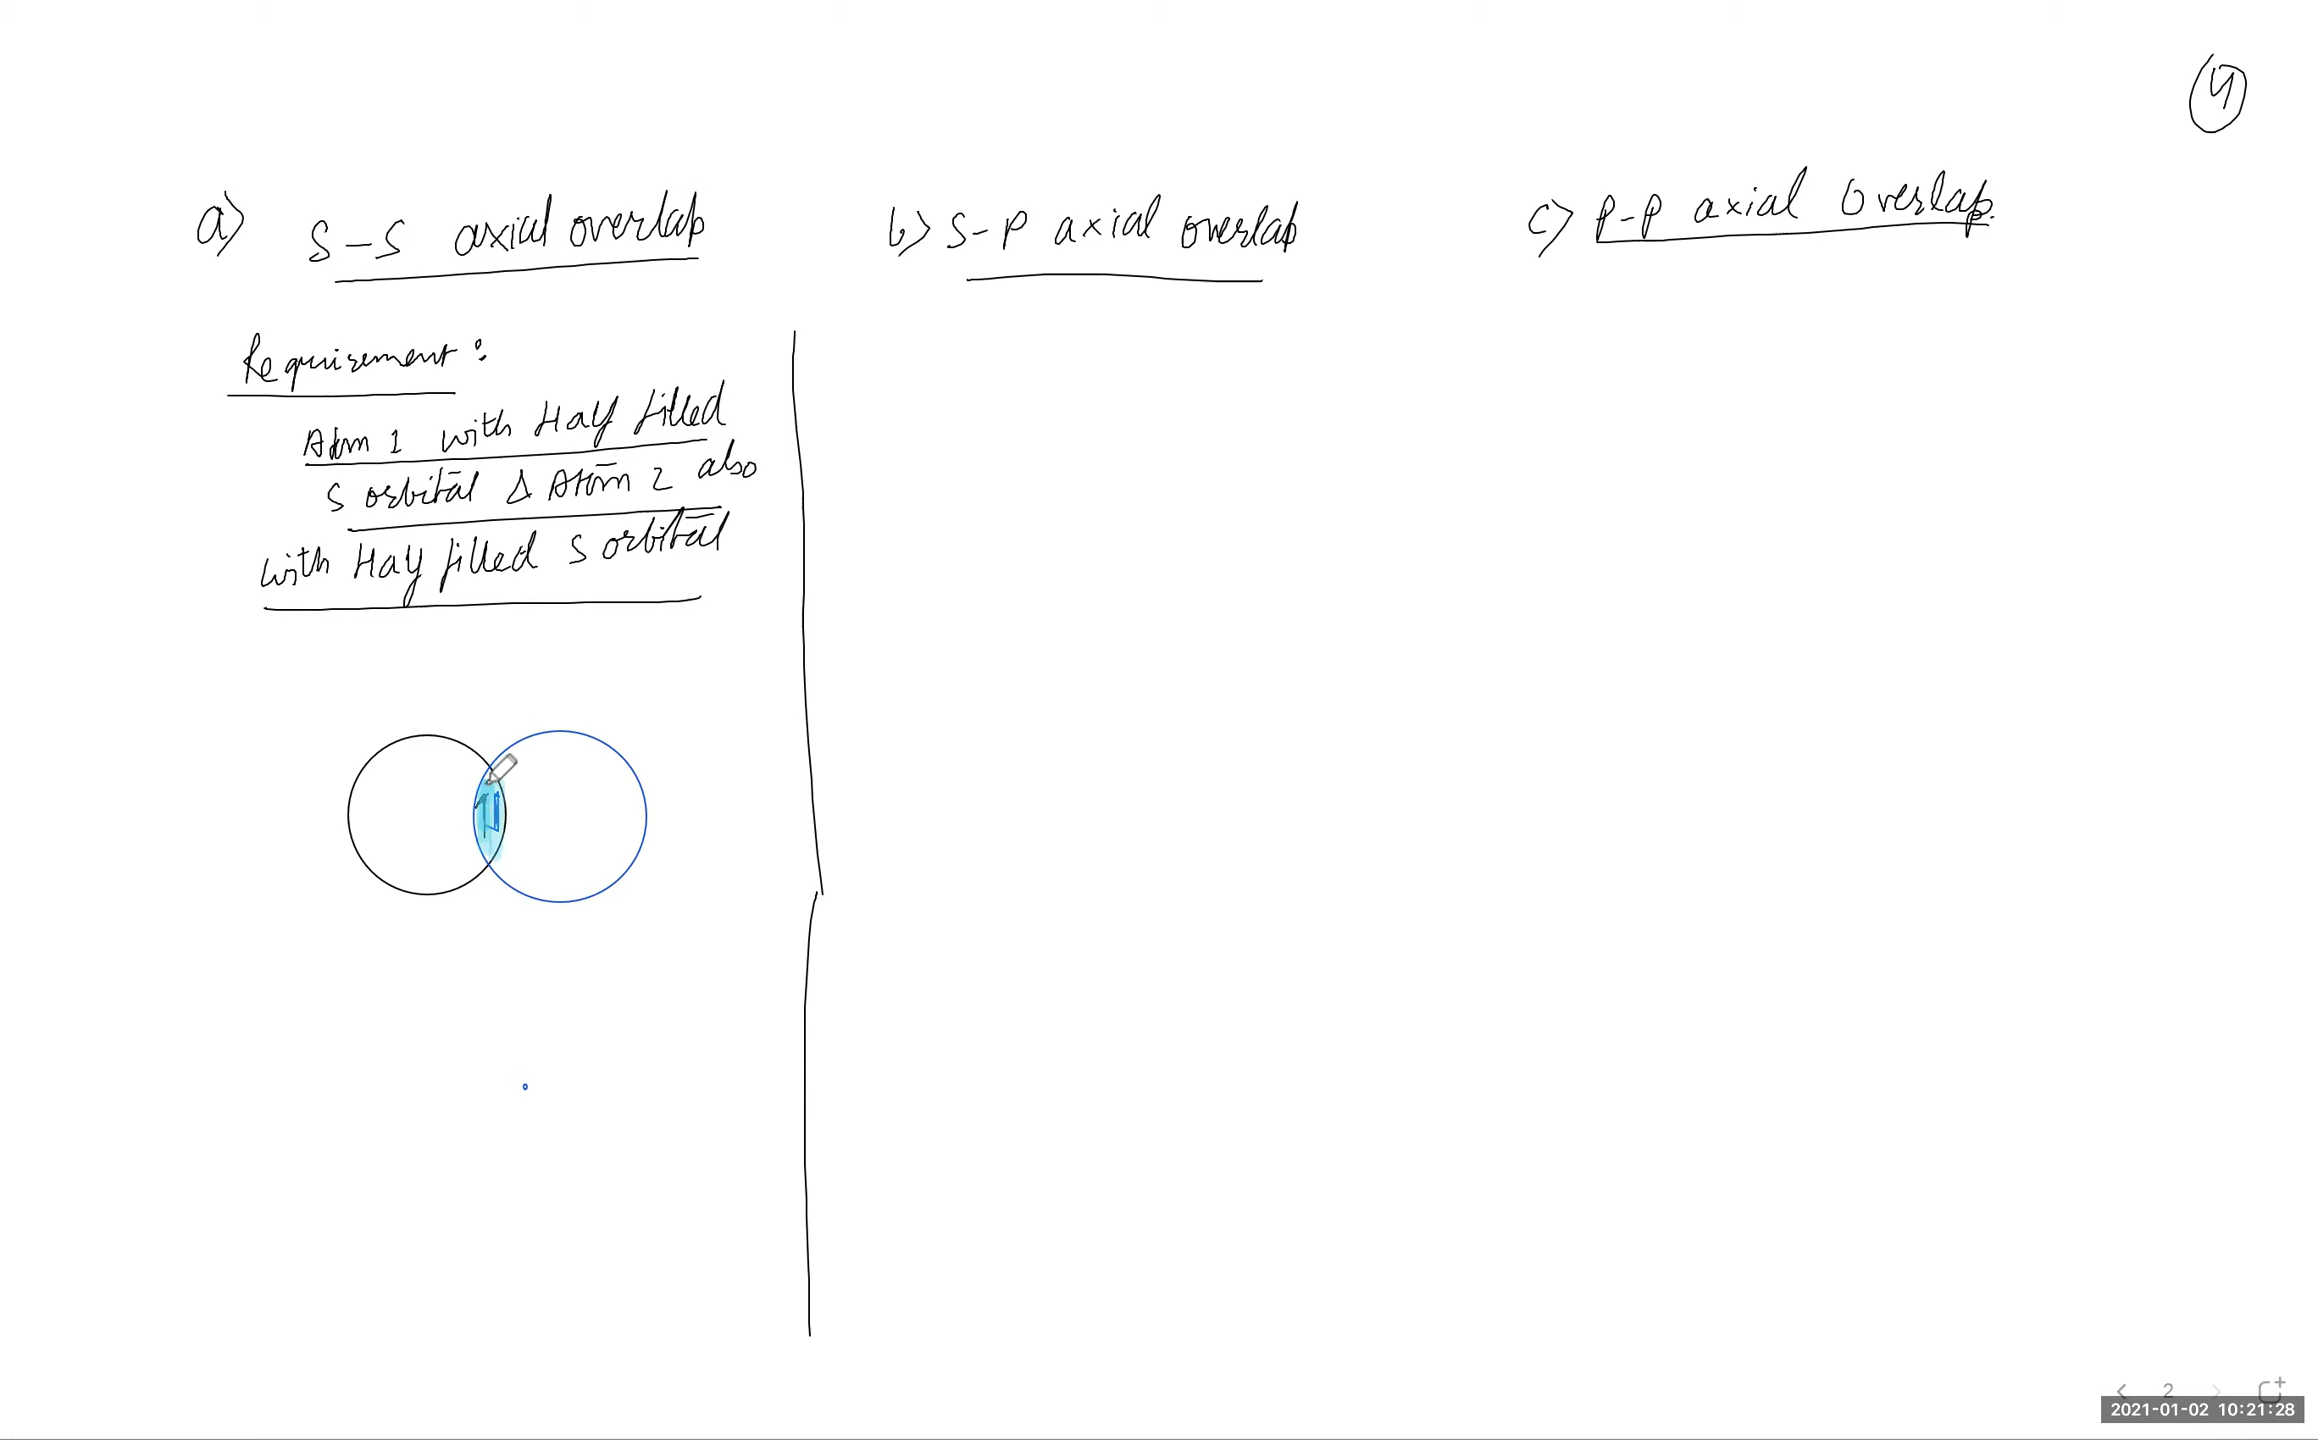 4
a) S-S axial overlap
b) S-P axial overlap
c) P-P axial overlap.
Requirement :
Atom 1 with Half filled
S orbital & Atom 2 also
with Half filled S orbital
2
2021-01-02 10:21:28